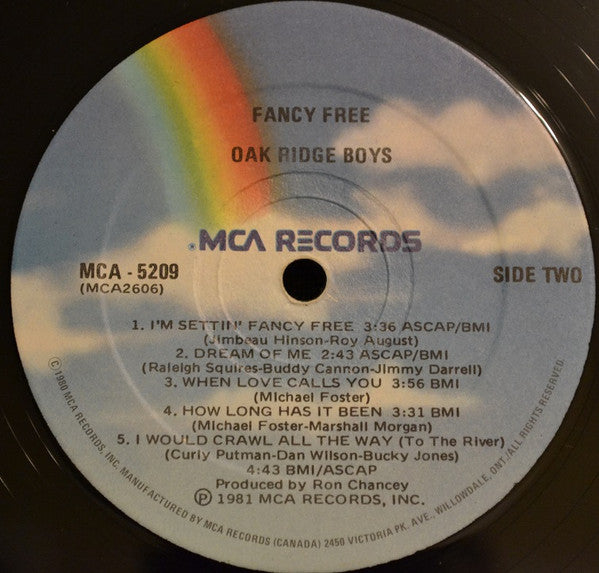 FANCY FREE
OAK RIDGE BOYS
® MCA RECORDS
MCA - 5209
(MCA2606)
SIDE TWO
1. I'M SETTIN' FANCY FREE 3:36 ASCAP/BMI
(Jimbeau Hinson-Roy August)
2. DREAM OF ME 2:43 ASCAP/BMI
(Raleigh Squires-Buddy Cannon-Jimmy Darrell)
3. WHEN LOVE CALLS YOU 3:56 BMI
(Michael Foster)
4. HOW LONG HAS IT BEEN 3:31 BMI
(Michael Foster-Marshall Morgan)
5. I WOULD CRAWL ALL THE WAY (To The River)
(Curly Putman-Dan Wilson-Bucky Jones)
4:43 BMI/ASCAP
Produced by Ron Chancey
Ⓟ 1981 MCA RECORDS, INC.
© 1980 MCA RECORDS, INC. MANUFACTURED BY MCA RECORDS (CANADA) 2450 VICTORIA PK. AVE., WILLOWDALE, ONT./ALL RIGHTS RESERVED.